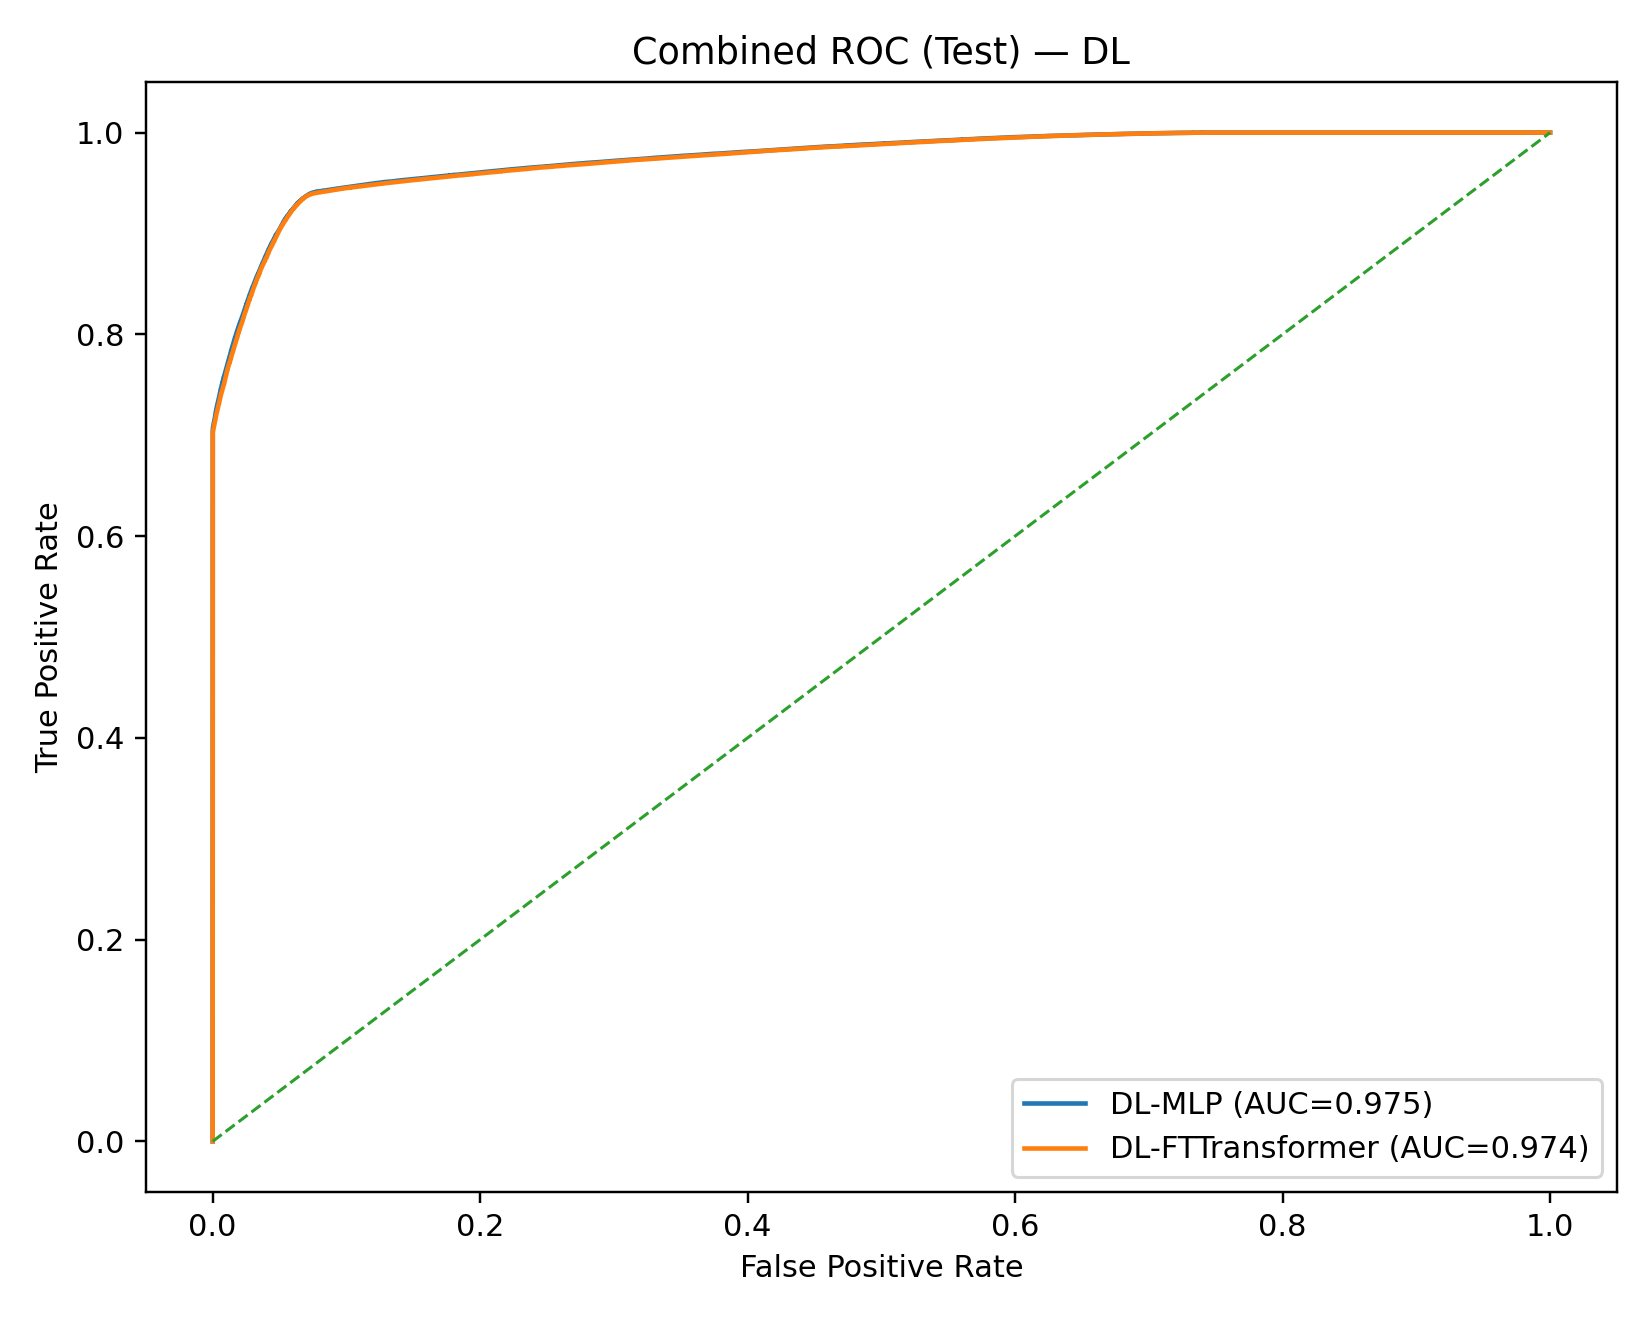 Combined ROC (Test) — DL
1.0
0.8
0.6
0.4
0.2
0.0
True Positive Rate
0.0 0.2 0.4 0.6 0.8 1.0
False Positive Rate
DL-MLP (AUC=0.975)
DL-FTTransformer (AUC=0.974)